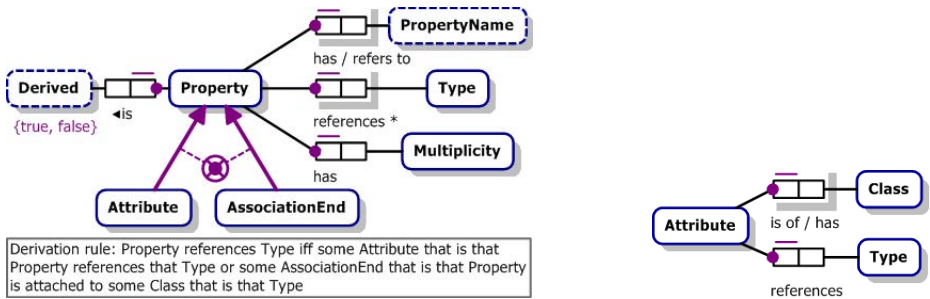 PropertyName
has / refers to
Derived
Property
Type
◄is
{true, false}
references *
Multiplicity
has
Attribute
AssociationEnd
Derivation rule: Property references Type iff some Attribute that is that
Property references that Type or some AssociationEnd that is that Property
is attached to some Class that is that Type
Class
Attribute
is of / has
Type
references